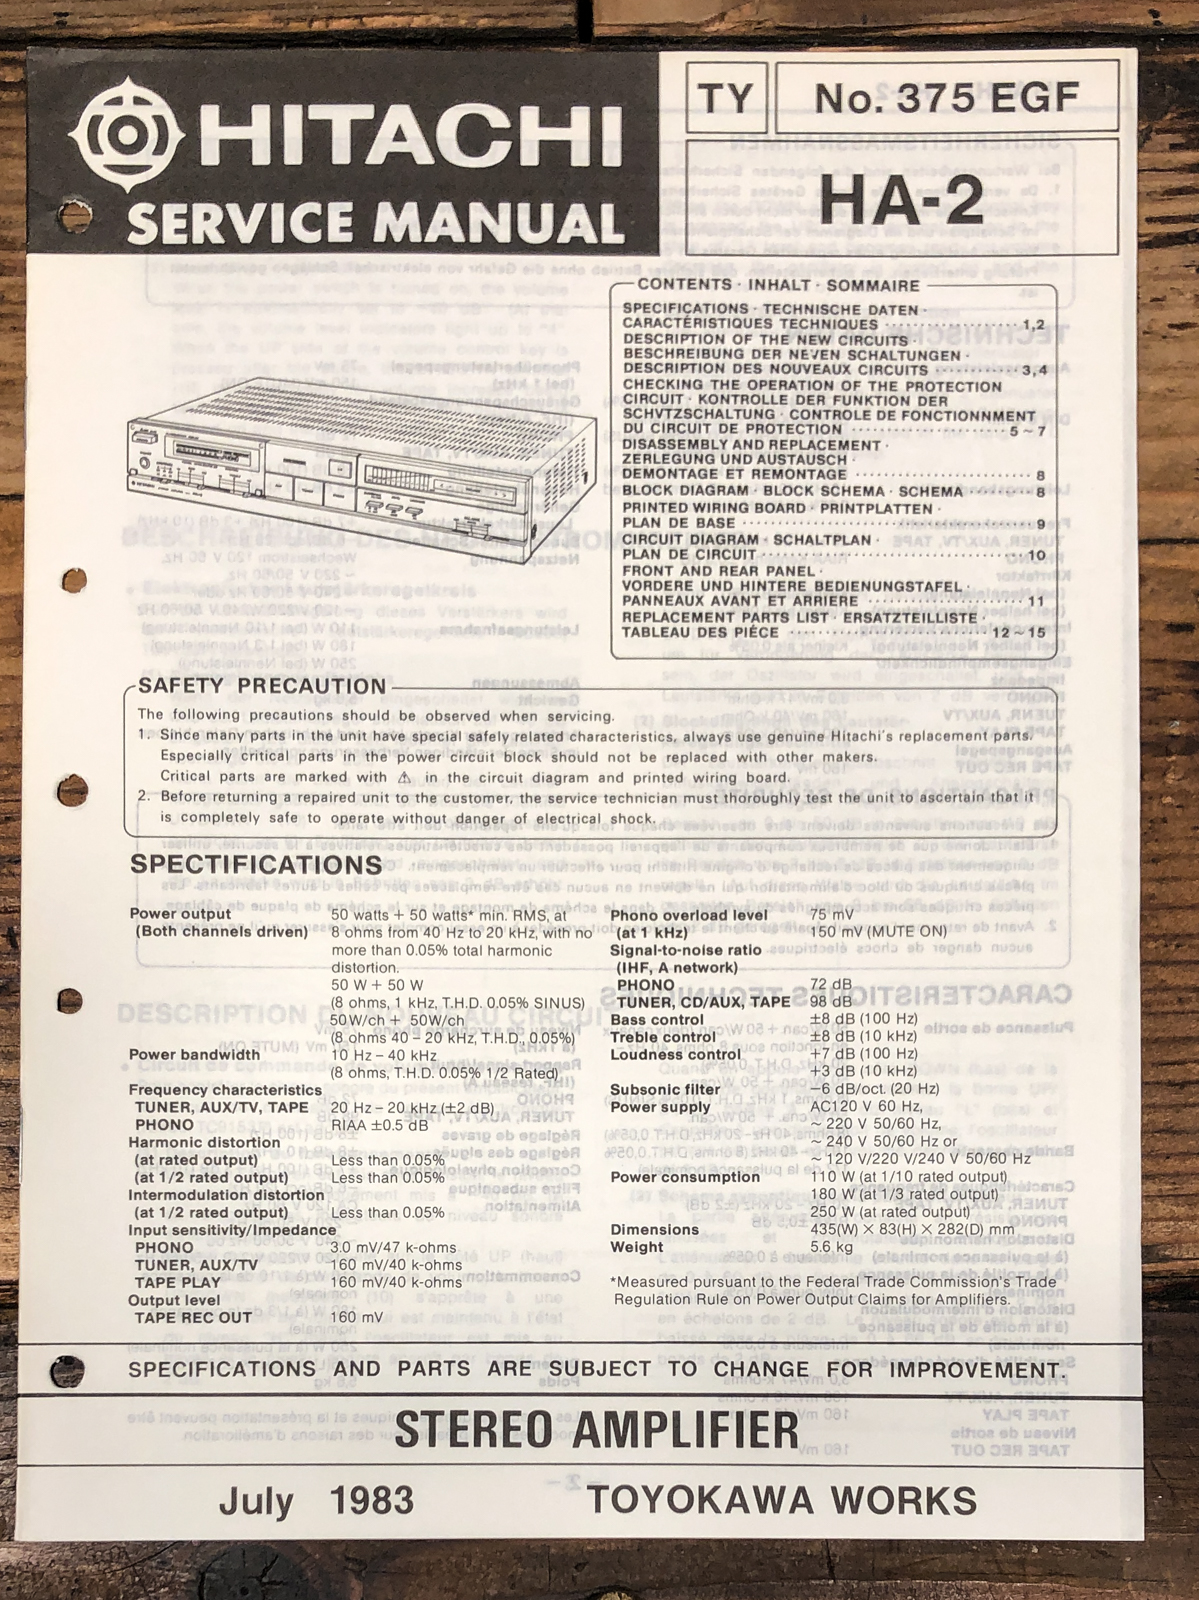 HITACHI
SERVICE MANUAL
TY
No. 375 EGF
HA-2
CONTENTS · INHALT · SOMMAIRE
SPECIFICATIONS · TECHNISCHE DATEN ·
CARACTÉRISTIQUES TECHNIQUES ·················· 1,2
DESCRIPTION OF THE NEW CIRCUITS ·
BESCHREIBUNG DER NEVEN SCHALTUNGEN ·
DESCRIPTION DES NOUVEAUX CIRCUITS ············ 3,4
CHECKING THE OPERATION OF THE PROTECTION
CIRCUIT · KONTROLLE DER FUNKTION DER
SCHVTZSCHALTUNG · CONTROLE DE FONCTIONNMENT
DU CIRCUIT DE PROTECTION ······················ 5~7
DISASSEMBLY AND REPLACEMENT ·
ZERLEGUNG UND AUSTAUSCH ·
DEMONTAGE ET REMONTAGE ························ 8
BLOCK DIAGRAM · BLOCK SCHEMA · SCHEMA ········· 8
PRINTED WIRING BOARD · PRINTPLATTEN ·
PLAN DE BASE ······································ 9
CIRCUIT DIAGRAM · SCHALTPLAN ·
PLAN DE CIRCUIT ··································· 10
FRONT AND REAR PANEL ·
VORDERE UND HINTERE BEDIENUNGSTAFEL ·
PANNEAUX AVANT ET ARRIERE ····················· 11
REPLACEMENT PARTS LIST · ERSATZTEILLISTE ·
TABLEAU DES PIÉCE ···························· 12~15
SAFETY PRECAUTION
The following precautions should be observed when servicing.
1. Since many parts in the unit have special safely related characteristics, always use genuine Hitachi's replacement parts.
Especially critical parts in the power circuit block should not be replaced with other makers.
Critical parts are marked with ⚠ in the circuit diagram and printed wiring board.
2. Before returning a repaired unit to the customer, the service technician must thoroughly test the unit to ascertain that it
is completely safe to operate without danger of electrical shock.
SPECTIFICATIONS
Power output 50 watts + 50 watts* min. RMS, at
(Both channels driven) 8 ohms from 40 Hz to 20 kHz, with no
more than 0.05% total harmonic
distortion.
50 W + 50 W
(8 ohms, 1 kHz, T.H.D. 0.05% SINUS)
50W/ch + 50W/ch
(8 ohms 40 – 20 kHz, T.H.D., 0.05%)
Power bandwidth 10 Hz – 40 kHz
(8 ohms, T.H.D. 0.05% 1/2 Rated)
Frequency characteristics
TUNER, AUX/TV, TAPE 20 Hz – 20 kHz (±2 dB)
PHONO RIAA ±0.5 dB
Harmonic distortion
(at rated output) Less than 0.05%
(at 1/2 rated output) Less than 0.05%
Intermodulation distortion
(at 1/2 rated output) Less than 0.05%
Input sensitivity/Impedance
PHONO 3.0 mV/47 k-ohms
TUNER, AUX/TV 160 mV/40 k-ohms
TAPE PLAY 160 mV/40 k-ohms
Output level
TAPE REC OUT 160 mV
Phono overload level 75 mV
(at 1 kHz) 150 mV (MUTE ON)
Signal-to-noise ratio
(IHF, A network)
PHONO 72 dB
TUNER, CD/AUX, TAPE 98 dB
Bass control ±8 dB (100 Hz)
Treble control ±8 dB (10 kHz)
Loudness control +7 dB (100 Hz)
+3 dB (10 kHz)
Subsonic filter –6 dB/oct. (20 Hz)
Power supply AC120 V 60 Hz,
~ 220 V 50/60 Hz,
~ 240 V 50/60 Hz or
~ 120 V/220 V/240 V 50/60 Hz
Power consumption 110 W (at 1/10 rated output)
180 W (at 1/3 rated output)
250 W (at rated output)
Dimensions 435(W) × 83(H) × 282(D) mm
Weight 5.6 kg
*Measured pursuant to the Federal Trade Commission's Trade
Regulation Rule on Power Output Claims for Amplifiers.
SPECIFICATIONS AND PARTS ARE SUBJECT TO CHANGE FOR IMPROVEMENT.
STEREO AMPLIFIER
July 1983 TOYOKAWA WORKS